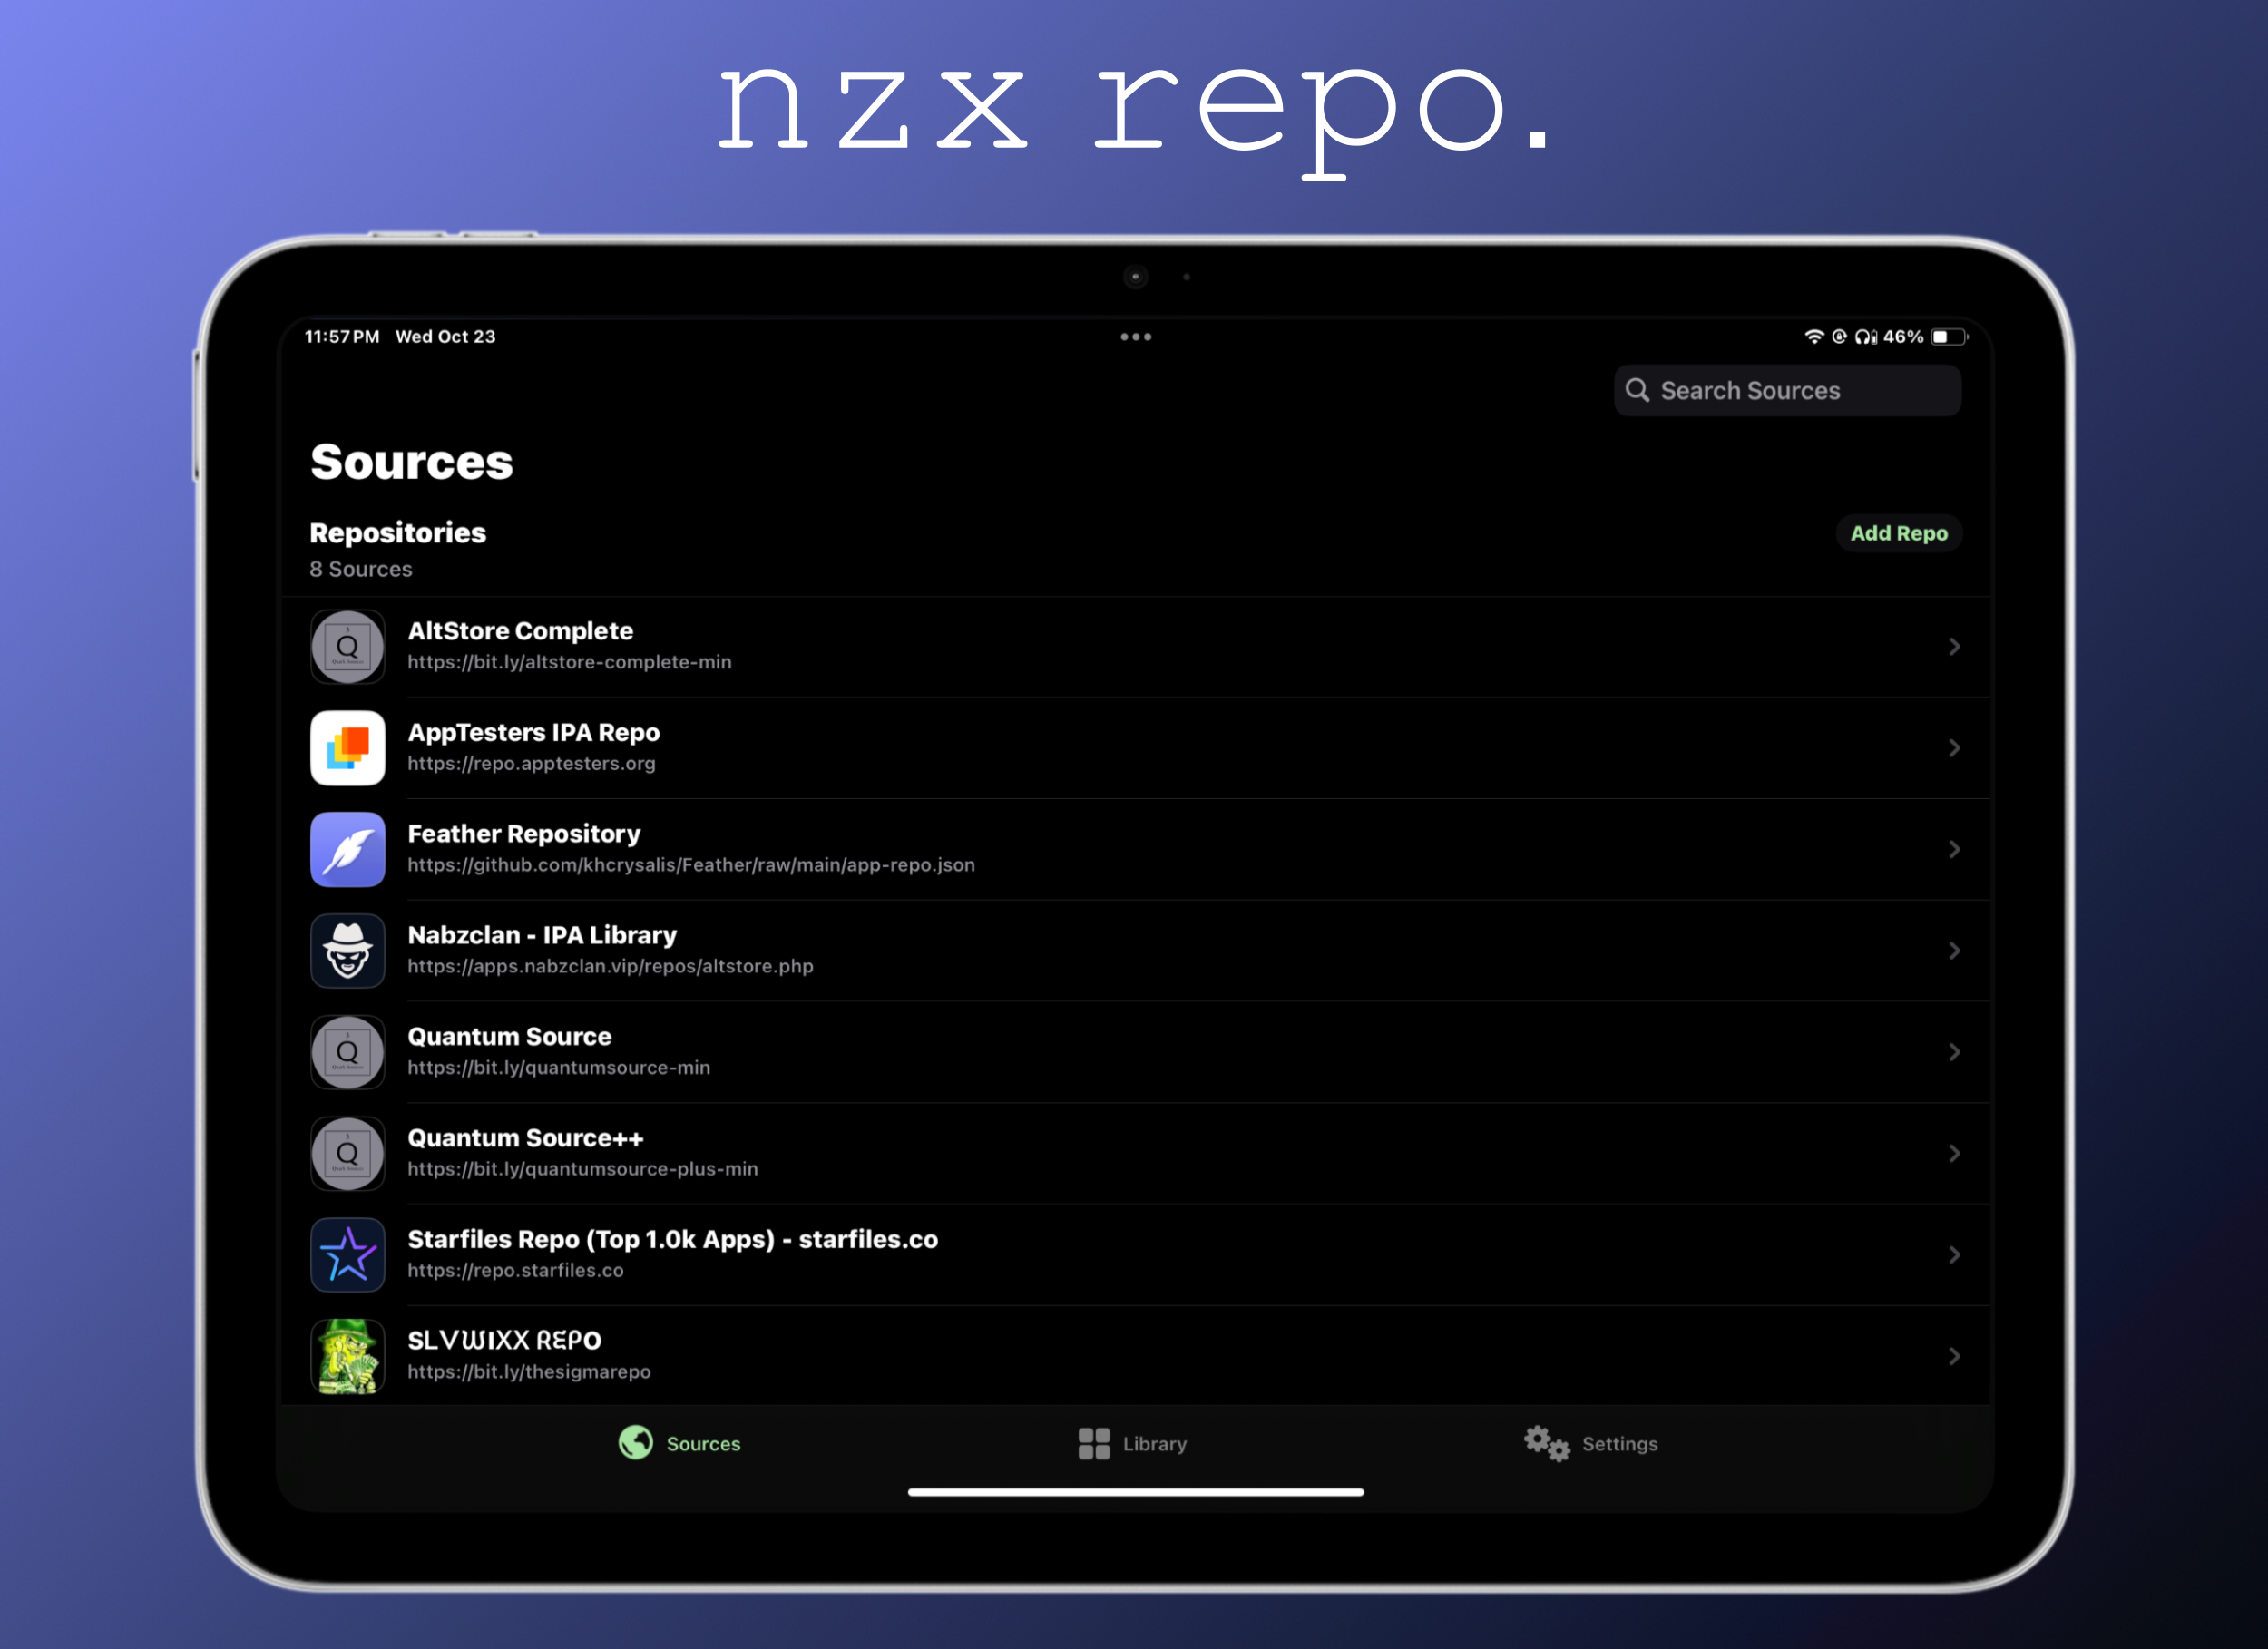 nzx repo.
11:57 PM Wed Oct 23
46%
Search Sources
Sources
Repositories
Add Repo
8 Sources
Q
AltStore Complete
https://bit.ly/altstore-complete-min
AppTesters IPA Repo
https://repo.apptesters.org
Feather Repository
https://github.com/khcrysalis/Feather/raw/main/app-repo.json
Nabzclan - IPA Library
https://apps.nabzclan.vip/repos/altstore.php
Q
Quantum Source
https://bit.ly/quantumsource-min
Q
Quantum Source++
https://bit.ly/quantumsource-plus-min
Starfiles Repo (Top 1.0k Apps) - starfiles.co
https://repo.starfiles.co
SLVWIXX REPO
https://bit.ly/thesigmarepo
Sources
Library
Settings